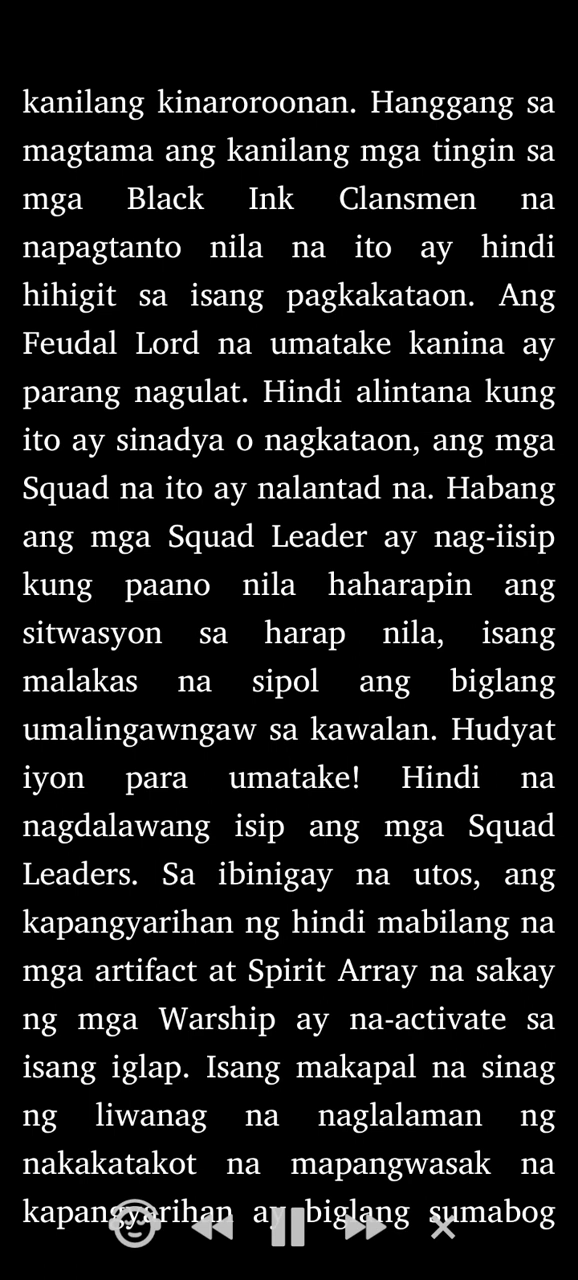 kanilang kinaroroonan. Hanggang sa
magtama ang kanilang mga tingin sa
mga Black Ink Clansmen na
napagtanto nila na ito ay hindi
hihigit sa isang pagkakataon. Ang
Feudal Lord na umatake kanina ay
parang nagulat. Hindi alintana kung
ito ay sinadya o nagkataon, ang mga
Squad na ito ay nalantad na. Habang
ang mga Squad Leader ay nag-iisip
kung paano nila haharapin ang
sitwasyon sa harap nila, isang
malakas na sipol ang biglang
umalingawngaw sa kawalan. Hudyat
iyon para umatake! Hindi na
nagdalawang isip ang mga Squad
Leaders. Sa ibinigay na utos, ang
kapangyarihan ng hindi mabilang na
mga artifact at Spirit Array na sakay
ng mga Warship ay na-activate sa
isang iglap. Isang makapal na sinag
ng liwanag na naglalaman ng
nakakatakot na mapangwasak na
kapangyarihan ay biglang sumabog